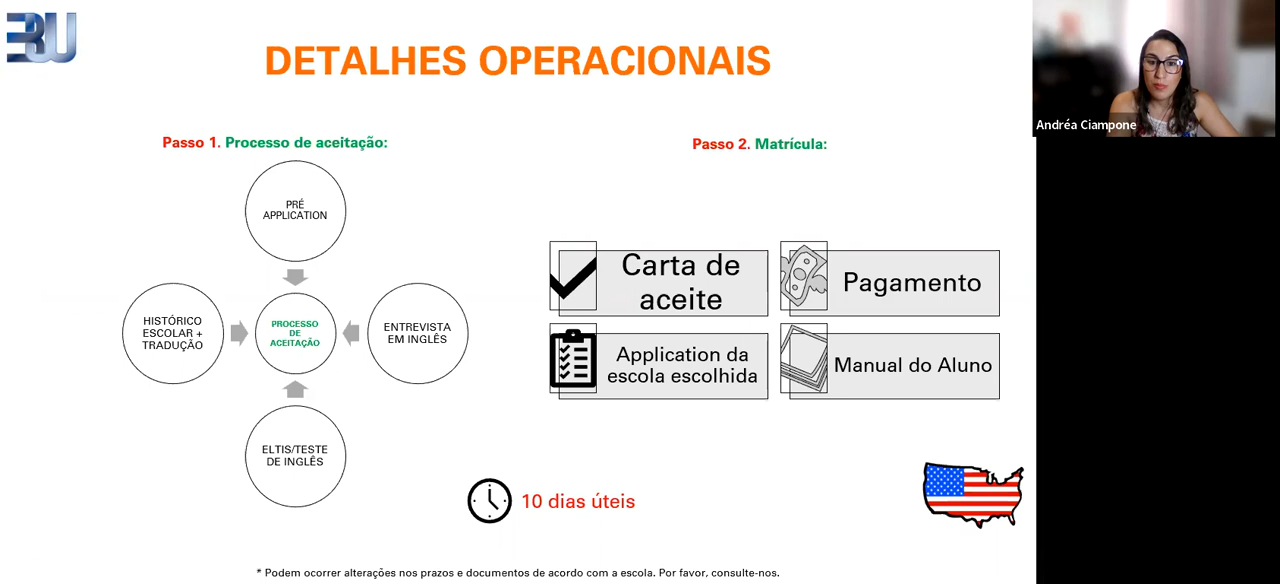 3RU
DETALHES OPERACIONAIS
Andréa Ciampone
Passo 1. Processo de aceitação:
PRÉ
APPLICATION
HISTÓRICO
ESCOLAR +
TRADUÇÃO
PROCESSO
DE
ACEITAÇÃO
ENTREVISTA
EM INGLÊS
ELTIS/TESTE
DE INGLÊS
Passo 2. Matrícula:
Carta de
aceite
Pagamento
Application da
escola escolhida
Manual do Aluno
10 dias úteis
* Podem ocorrer alterações nos prazos e documentos de acordo com a escola. Por favor, consulte-nos.